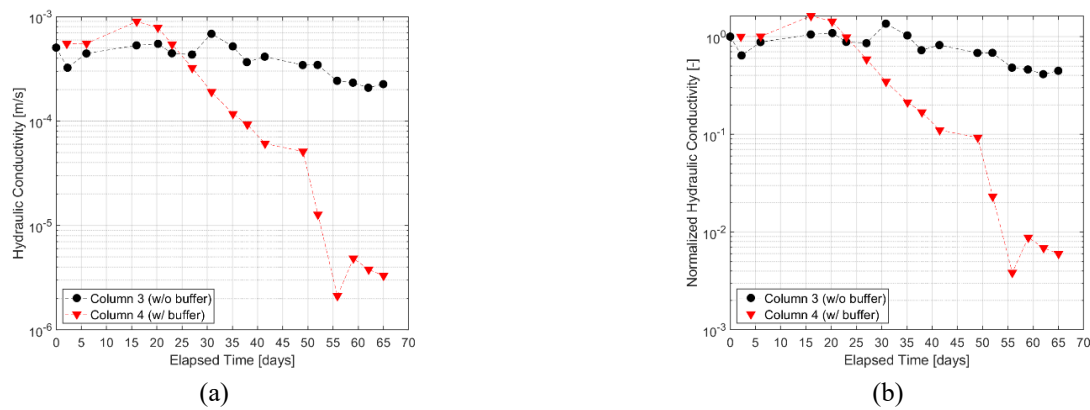 10^-3
10^-4
10^-5
10^-6
Hydraulic Conductivity [m/s]
Column 3 (w/o buffer)
Column 4 (w/ buffer)
0 5 10 15 20 25 30 35 40 45 50 55 60 65 70
Elapsed Time [days]
(a)
10^0
10^-1
10^-2
10^-3
Normalized Hydraulic Conductivity [-]
Column 3 (w/o buffer)
Column 4 (w/ buffer)
0 5 10 15 20 25 30 35 40 45 50 55 60 65 70
Elapsed Time [days]
(b)